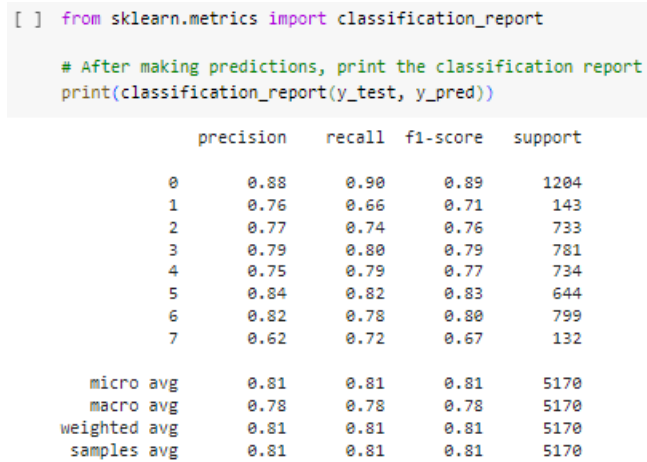 [ ] from sklearn.metrics import classification_report
# After making predictions, print the classification report
print(classification_report(y_test, y_pred))
precision recall f1-score support
0 0.88 0.90 0.89 1204
1 0.76 0.66 0.71 143
2 0.77 0.74 0.76 733
3 0.79 0.80 0.79 781
4 0.75 0.79 0.77 734
5 0.84 0.82 0.83 644
6 0.82 0.78 0.80 799
7 0.62 0.72 0.67 132
micro avg 0.81 0.81 0.81 5170
macro avg 0.78 0.78 0.78 5170
weighted avg 0.81 0.81 0.81 5170
samples avg 0.81 0.81 0.81 5170